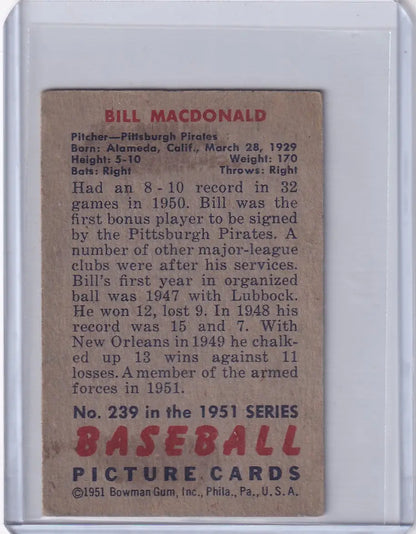 BILL MACDONALD
Pitcher—Pittsburgh Pirates
Born: Alameda, Calif., March 28, 1929
Height: 5-10 Weight: 170
Bats: Right Throws: Right
Had an 8-10 record in 32
games in 1950. Bill was the
first bonus player to be signed
by the Pittsburgh Pirates. A
number of other major-league
clubs were after his services.
Bill's first year in organized
ball was 1947 with Lubbock.
He won 12, lost 9. In 1948 his
record was 15 and 7. With
New Orleans in 1949 he chalk-
ed up 13 wins against 11
losses. A member of the armed
forces in 1951.
No. 239 in the 1951 SERIES
BASEBALL
PICTURE CARDS
©1951 Bowman Gum, Inc., Phila., Pa., U.S.A.